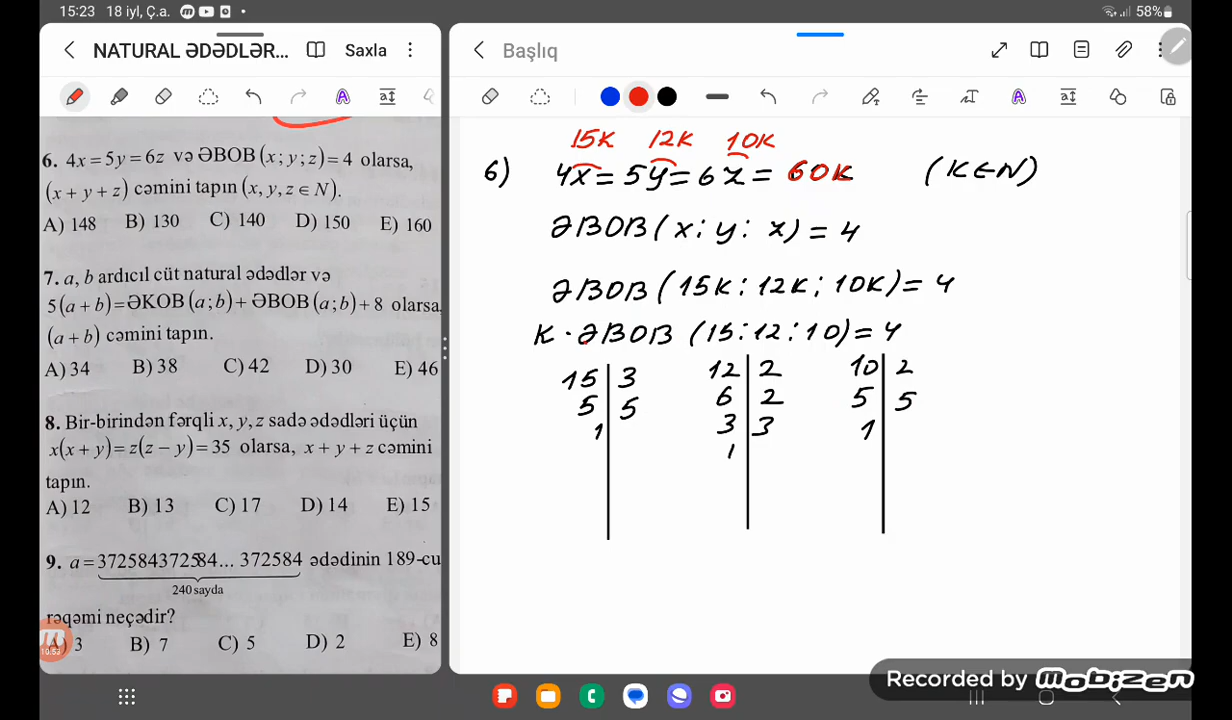 15:23 18 iyl, Ç.a. 58%
NATURAL ƏDƏDLƏR... Saxla
Başlıq
6. 4x = 5y = 6z və ƏBOB(x; y; z) = 4 olarsa,
(x + y + z) cəmini tapın (x, y, z ∈ N).
A) 148 B) 130 C) 140 D) 150 E) 160
7. a, b ardıcıl cüt natural ədədlər və
5(a + b) = ƏKOB(a; b) + ƏBOB(a; b) + 8 olarsa,
(a + b) cəmini tapın.
A) 34 B) 38 C) 42 D) 30 E) 46
8. Bir-birindən fərqli x, y, z sadə ədədləri üçün
x(x + y) = z(z − y) = 35 olarsa, x + y + z cəmini
tapın.
A) 12 B) 13 C) 17 D) 14 E) 15
9. a = 372584372584... 372584 ədədinin 189-cu
240 sayda
rəqəmi neçədir?
A) 3 B) 7 C) 5 D) 2 E) 8
10:53
15K 12K 10K
6) 4x = 5y = 6z = 60K (K ∈ N)
ƏBOB(x; y; z) = 4
ƏBOB(15K; 12K; 10K) = 4
K · ƏBOB(15; 12; 10) = 4
15 3 12 2 10 2
5 5 6 2 5 5
1 3 3 1
1
Recorded by mobizen